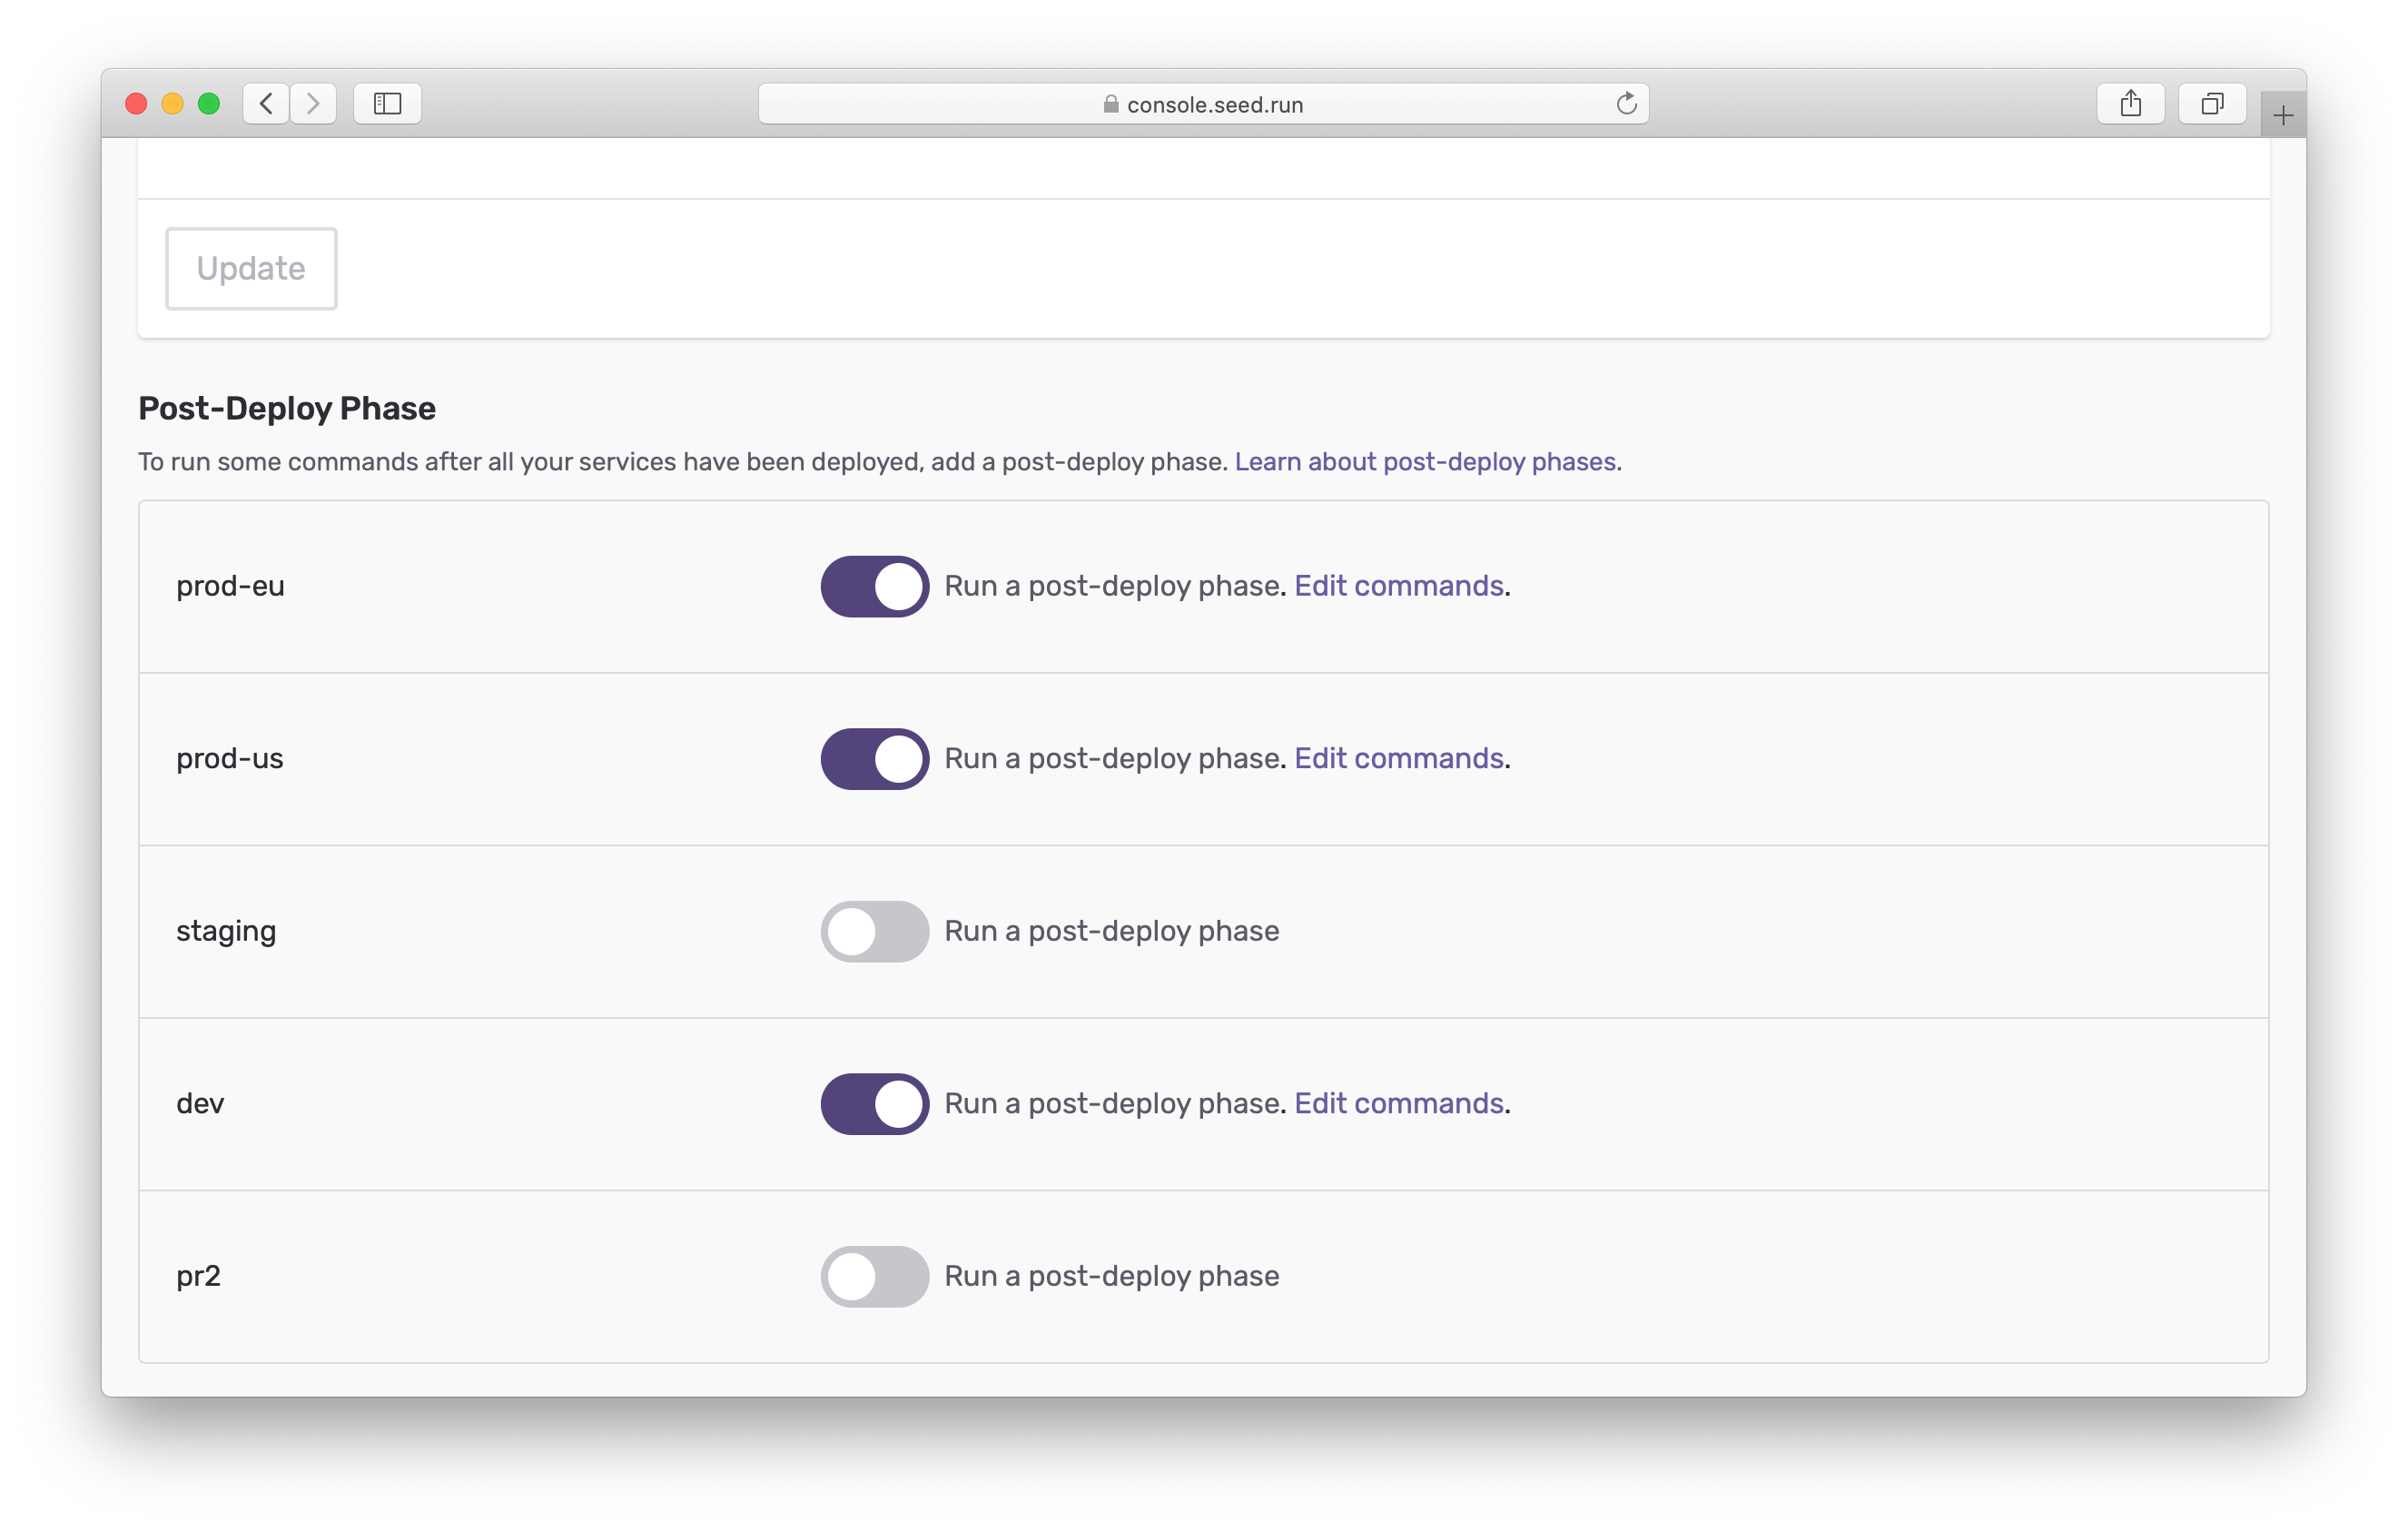 console.seed.run
Update
Post-Deploy Phase
To run some commands after all your services have been deployed, add a post-deploy phase. Learn about post-deploy phases.
prod-eu Run a post-deploy phase. Edit commands.
prod-us Run a post-deploy phase. Edit commands.
staging Run a post-deploy phase
dev Run a post-deploy phase. Edit commands.
pr2 Run a post-deploy phase